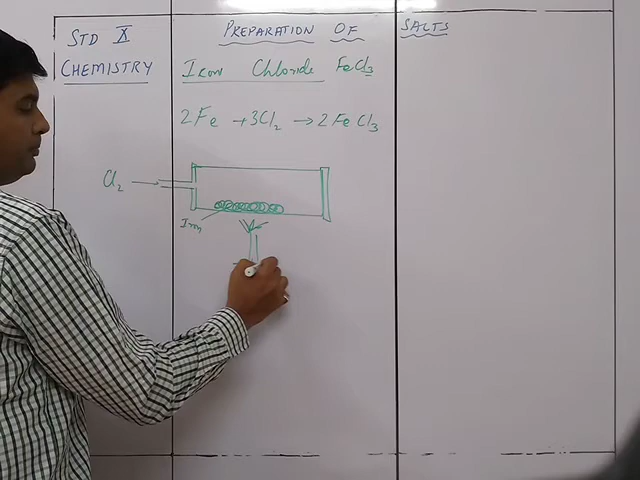 STD X
CHEMISTRY
PREPARATION OF SALTS
Iron Chloride FeCl3
2Fe + 3Cl2 → 2FeCl3
Cl2 →
Iron